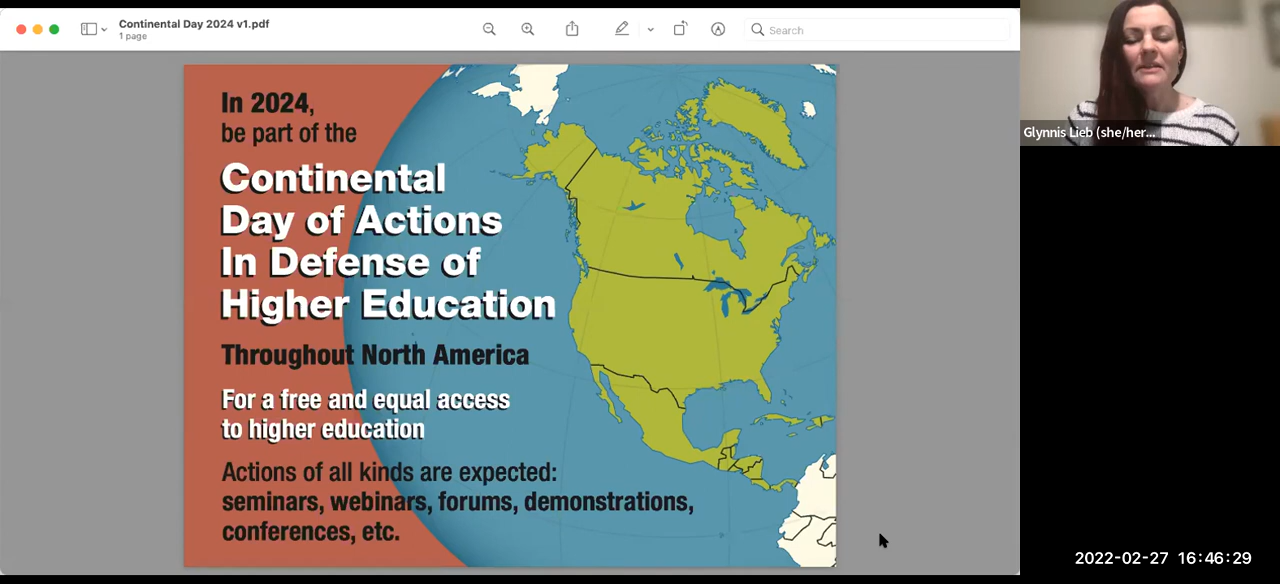 Continental Day 2024 v1.pdf
1 page
Search
In 2024,
be part of the
Continental
Day of Actions
In Defense of
Higher Education
Throughout North America
For a free and equal access
to higher education
Actions of all kinds are expected:
seminars, webinars, forums, demonstrations,
conferences, etc.
Glynnis Lieb (she/her...
2022-02-27 16:46:29